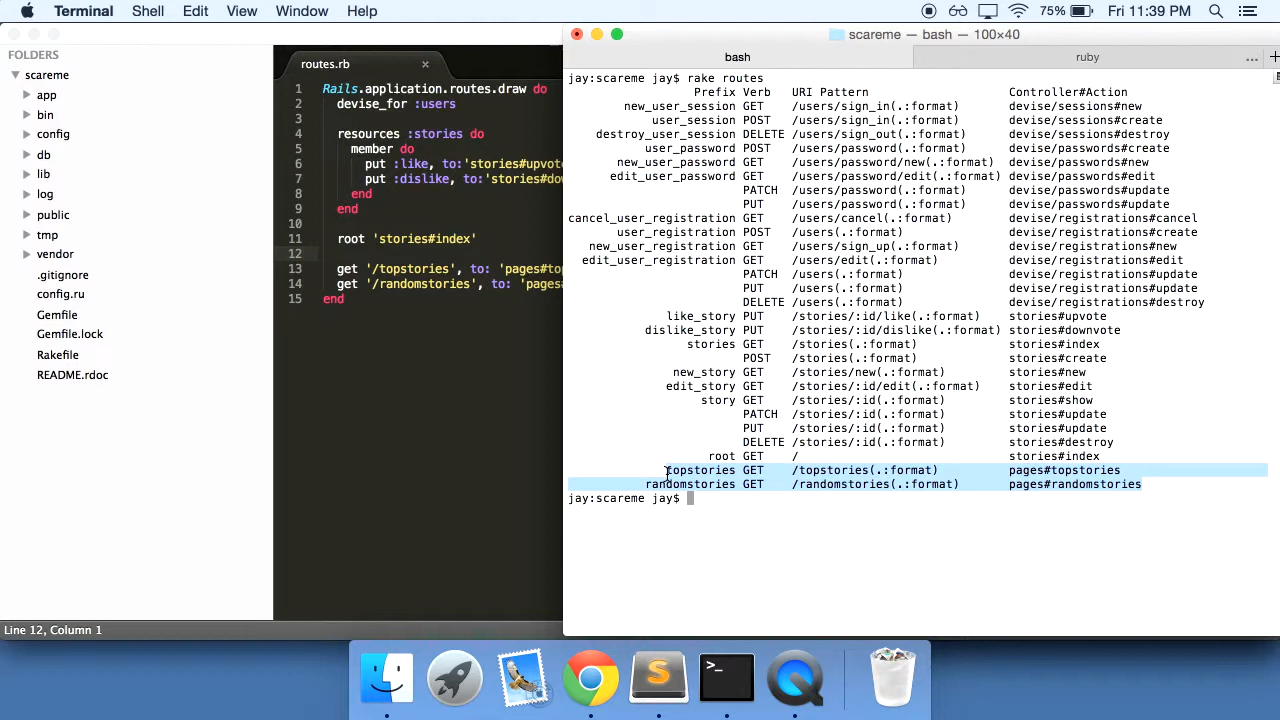 Terminal Shell Edit View Window Help 75% Fri 11:39 PM
FOLDERS
scareme
app
bin
config
db
lib
log
public
tmp
vendor
.gitignore
config.ru
Gemfile
Gemfile.lock
Rakefile
README.rdoc
Line 12, Column 1
routes.rb
1 Rails.application.routes.draw do
2 devise_for :users
3
4 resources :stories do
5 member do
6 put :like, to:'stories#upvote
7 put :dislike, to:'stories#do
8 end
9 end
10
11 root 'stories#index'
12
13 get '/topstories', to: 'pages#to
14 get '/randomstories', to: 'pages
15 end
scareme — bash — 100×40
bash ruby ...
jay:scareme jay$ rake routes
Prefix Verb URI Pattern Controller#Action
new_user_session GET /users/sign_in(.:format) devise/sessions#new
user_session POST /users/sign_in(.:format) devise/sessions#create
destroy_user_session DELETE /users/sign_out(.:format) devise/sessions#destroy
user_password POST /users/password(.:format) devise/passwords#create
new_user_password GET /users/password/new(.:format) devise/passwords#new
edit_user_password GET /users/password/edit(.:format) devise/passwords#edit
PATCH /users/password(.:format) devise/passwords#update
PUT /users/password(.:format) devise/passwords#update
cancel_user_registration GET /users/cancel(.:format) devise/registrations#cancel
user_registration POST /users(.:format) devise/registrations#create
new_user_registration GET /users/sign_up(.:format) devise/registrations#new
edit_user_registration GET /users/edit(.:format) devise/registrations#edit
PATCH /users(.:format) devise/registrations#update
PUT /users(.:format) devise/registrations#update
DELETE /users(.:format) devise/registrations#destroy
like_story PUT /stories/:id/like(.:format) stories#upvote
dislike_story PUT /stories/:id/dislike(.:format) stories#downvote
stories GET /stories(.:format) stories#index
POST /stories(.:format) stories#create
new_story GET /stories/new(.:format) stories#new
edit_story GET /stories/:id/edit(.:format) stories#edit
story GET /stories/:id(.:format) stories#show
PATCH /stories/:id(.:format) stories#update
PUT /stories/:id(.:format) stories#update
DELETE /stories/:id(.:format) stories#destroy
root GET / stories#index
topstories GET /topstories(.:format) pages#topstories
randomstories GET /randomstories(.:format) pages#randomstories
jay:scareme jay$